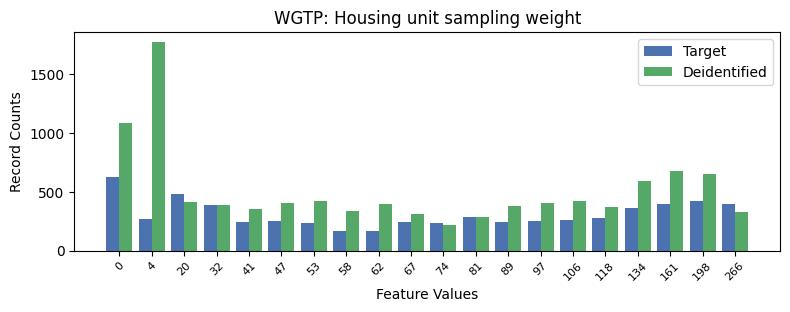 WGTP: Housing unit sampling weight
Target
Deidentified
Record Counts
1500
1000
500
0
0 4 20 32 41 47 53 58 62 67 74 81 89 97 106 118 134 161 198 266
Feature Values